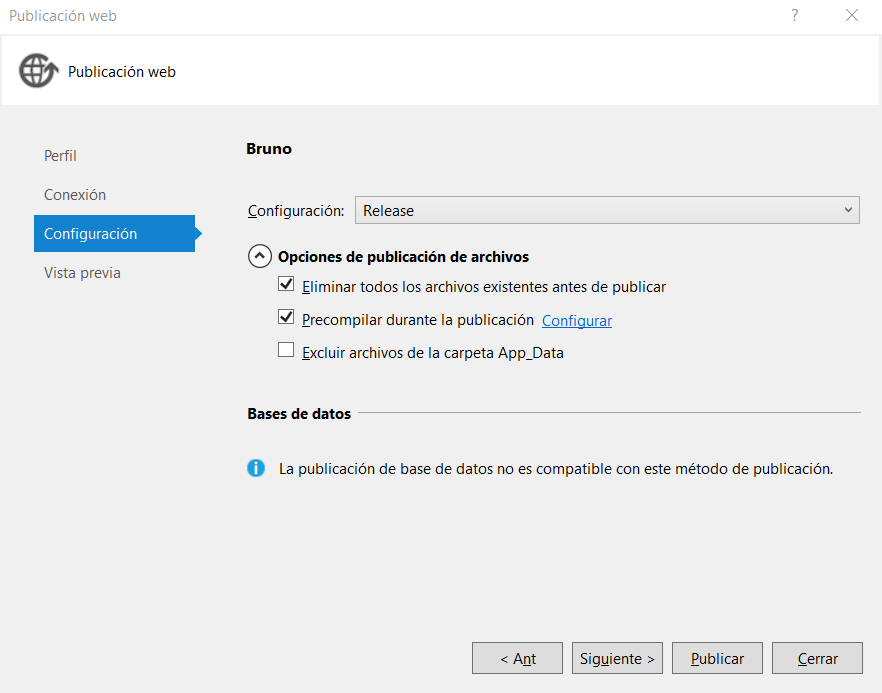 Publicación web
?
Publicación web
Perfil
Conexión
Configuración
Vista previa
Bruno
Configuración: Release
Opciones de publicación de archivos
Eliminar todos los archivos existentes antes de publicar
Precompilar durante la publicación Configurar
Excluir archivos de la carpeta App_Data
Bases de datos
La publicación de base de datos no es compatible con este método de publicación.
< Ant Siguiente > Publicar Cerrar